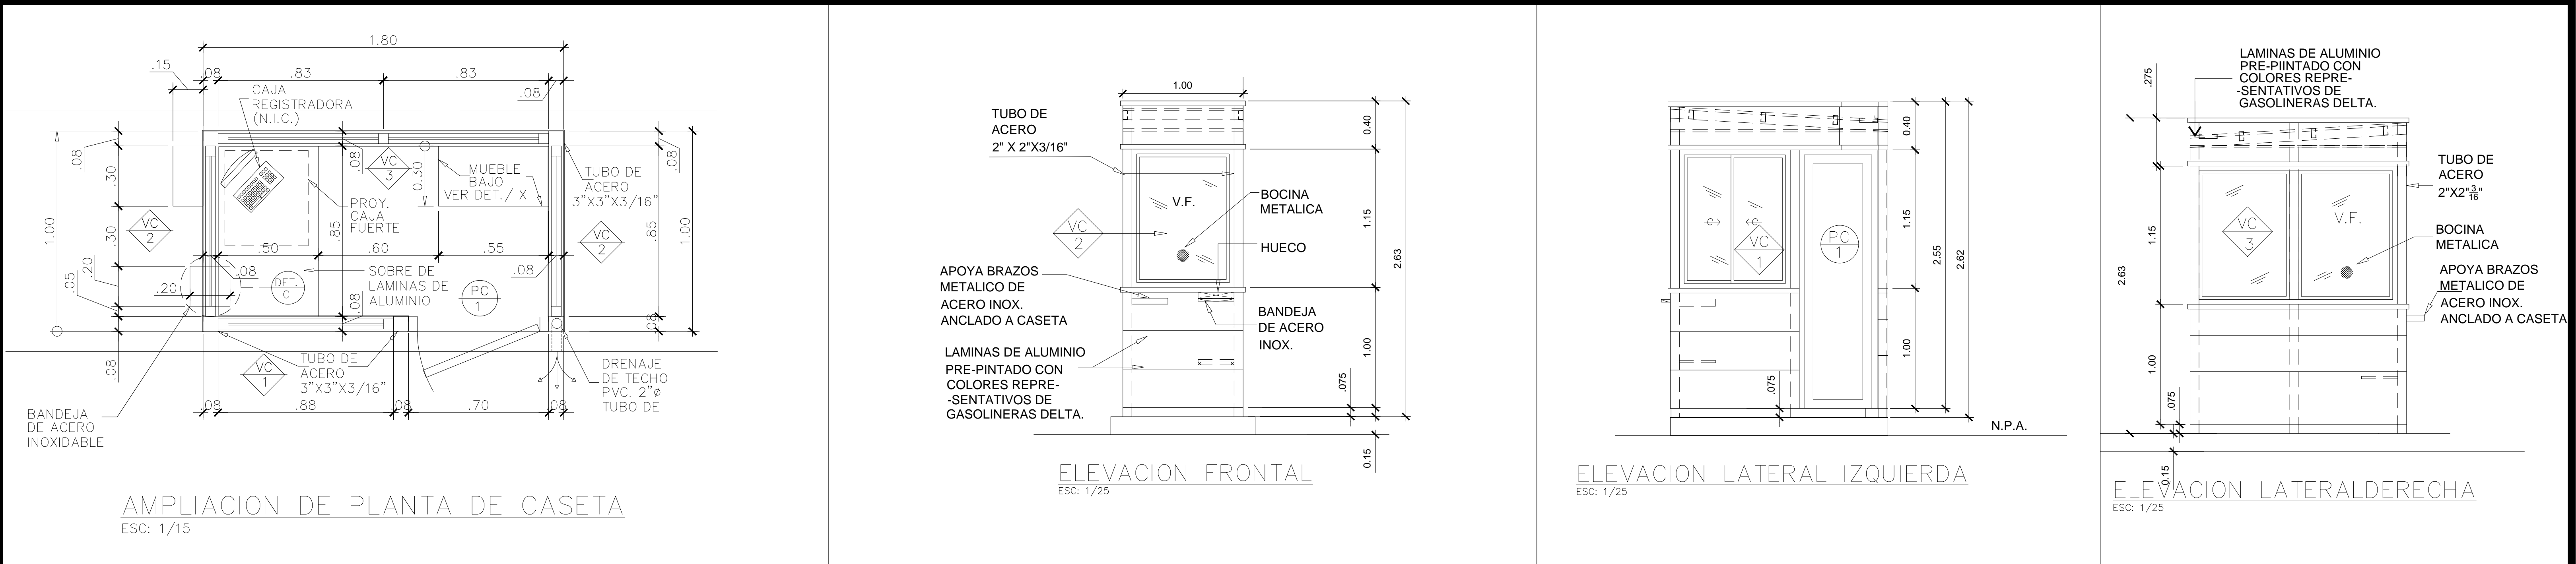 1.80
.15
.08
.83
.83
.08
CAJA
REGISTRADORA
(N.I.C.)
.08
.30
1.00
.30
.20
.05
.08
VC
2
.08
VC
3
0.30
MUEBLE
BAJO
VER DET./ X
TUBO DE
ACERO
3"X3"X3/16"
.08
.85
1.00
.08
VC
2
PROY.
CAJA
FUERTE
.85
.50
.60
.55
.08
.08
.20
DET.
C
SOBRE DE
LAMINAS DE
ALUMINIO
PC
1
.08
VC
1
TUBO DE
ACERO
3"X3"X3/16"
DRENAJE
DE TECHO
PVC. 2"Ø
TUBO DE
.08
.88
.08
.70
.08
BANDEJA
DE ACERO
INOXIDABLE
AMPLIACION DE PLANTA DE CASETA
ESC: 1/15
1.00
TUBO DE
ACERO
2" X 2"X3/16"
0.40
V.F.
BOCINA
METALICA
VC
2
HUECO
1.15
2.63
APOYA BRAZOS
METALICO DE
ACERO INOX.
ANCLADO A CASETA
BANDEJA
DE ACERO
INOX.
LAMINAS DE ALUMINIO
PRE-PINTADO CON
COLORES REPRE-
-SENTATIVOS DE
GASOLINERAS DELTA.
1.00
.075
0.15
ELEVACION FRONTAL
ESC: 1/25
0.40
C
C
VC
1
PC
1
1.15
2.55
2.62
1.00
.075
N.P.A.
ELEVACION LATERAL IZQUIERDA
ESC: 1/25
LAMINAS DE ALUMINIO
PRE-PIINTADO CON
COLORES REPRE-
-SENTATIVOS DE
GASOLINERAS DELTA.
.275
TUBO DE
ACERO
2"X2"3/16"
VC
3
V.F.
BOCINA
METALICA
1.15
2.63
APOYA BRAZOS
METALICO DE
ACERO INOX.
ANCLADO A CASETA
1.00
.075
0.15
ELEVACION LATERALDERECHA
ESC: 1/25